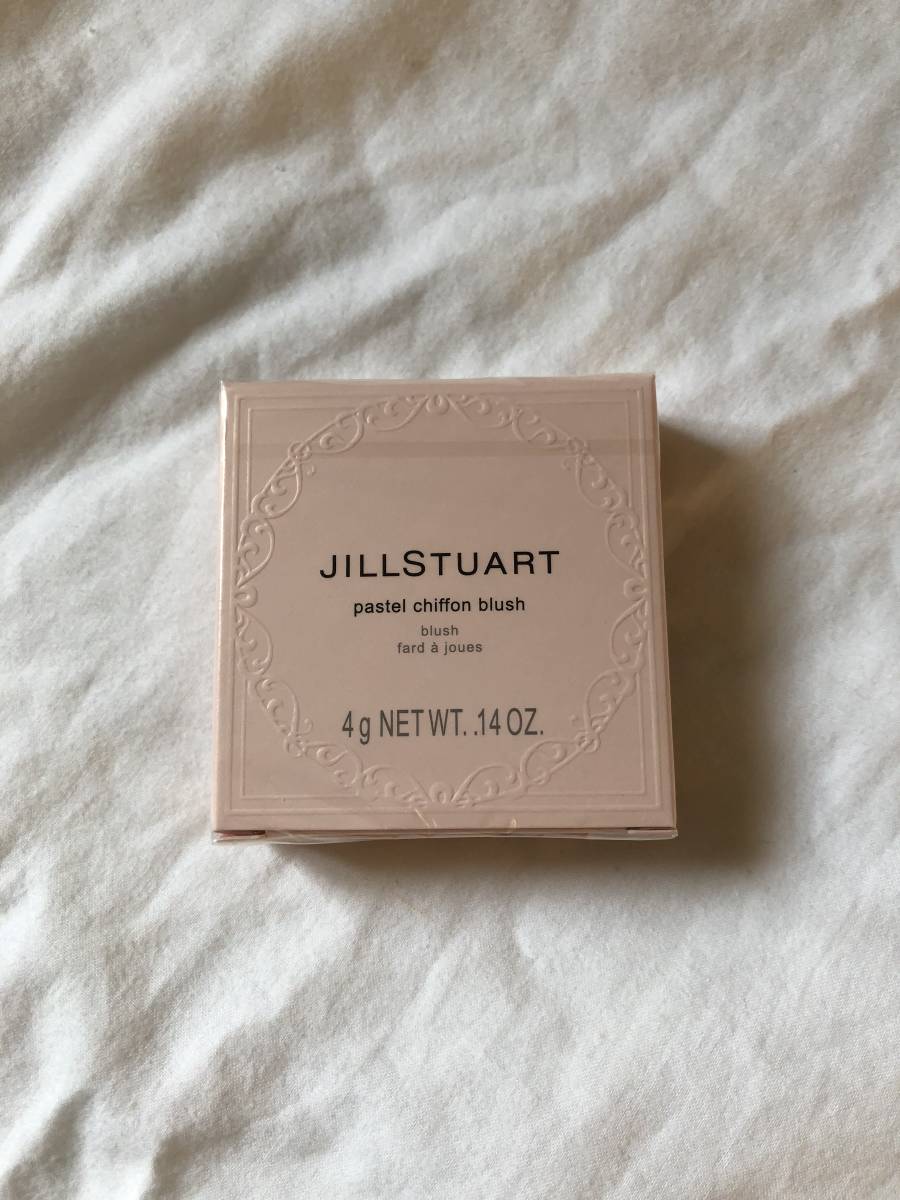 JILLSTUART
pastel chiffon blush
blush
fard à joues
4 g NET WT. .14 OZ.